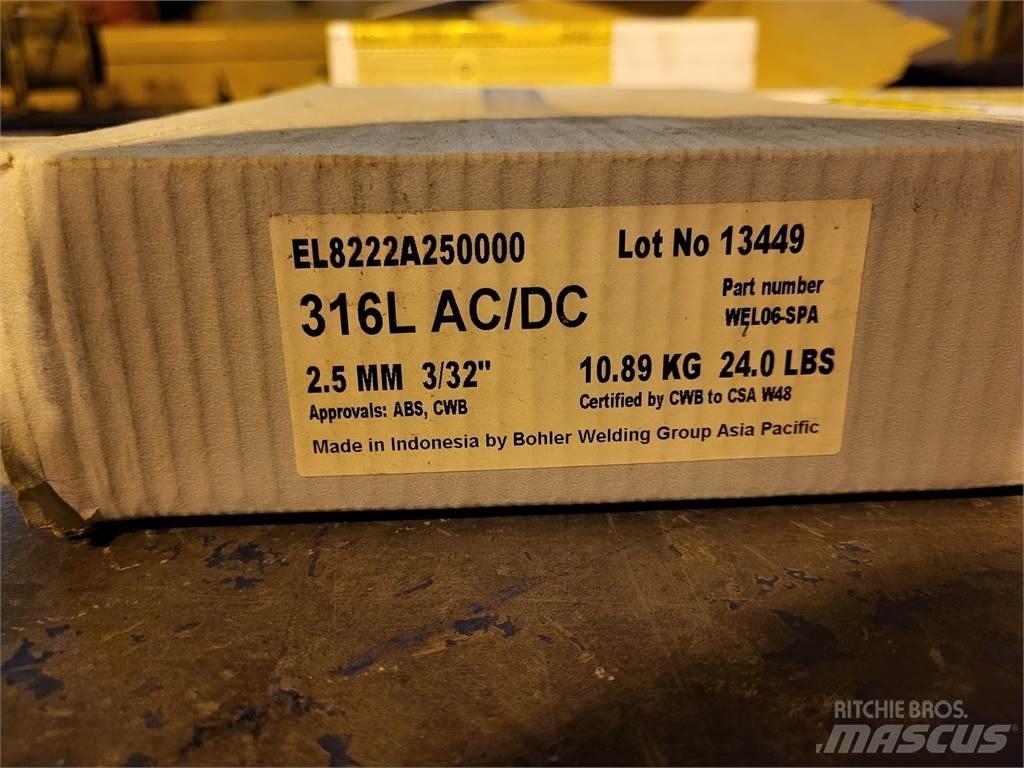 EL8222A250000 Lot No 13449
316L AC/DC
Part number
WEL06-SPA
2.5 MM 3/32" 10.89 KG 24.0 LBS
Approvals: ABS, CWB Certified by CWB to CSA W48
Made in Indonesia by Bohler Welding Group Asia Pacific
RITCHIE BROS.
MASCUS